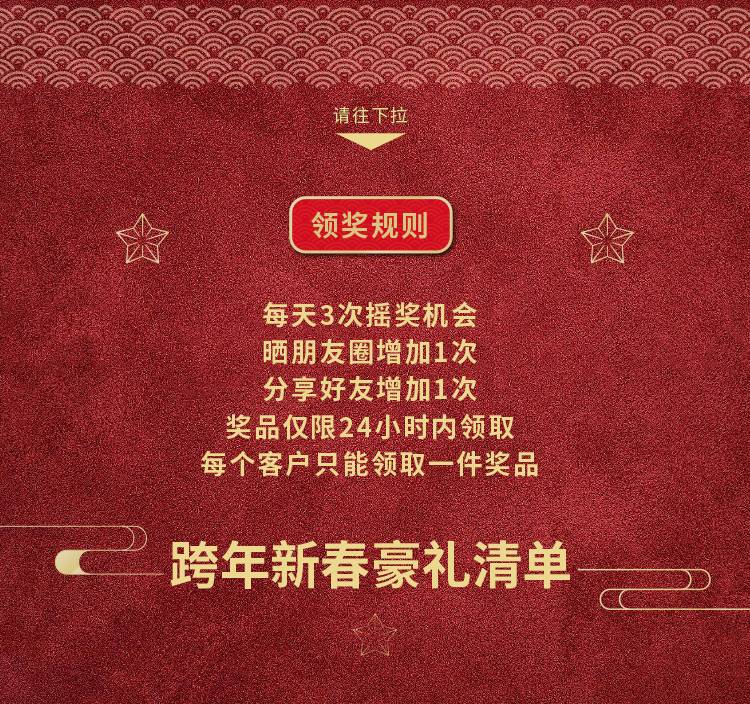 请往下拉
领奖规则
每天3次摇奖机会
晒朋友圈增加1次
分享好友增加1次
奖品仅限24小时内领取
每个客户只能领取一件奖品
跨年新春豪礼清单